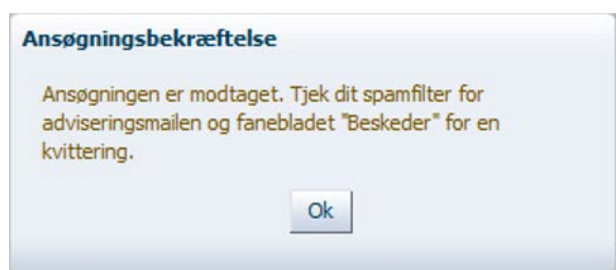 Ansøgningsbekræftelse
Ansøgningen er modtaget. Tjek dit spamfilter for
adviseringsmailen og fanebladet "Beskeder" for en
kvittering.
Ok